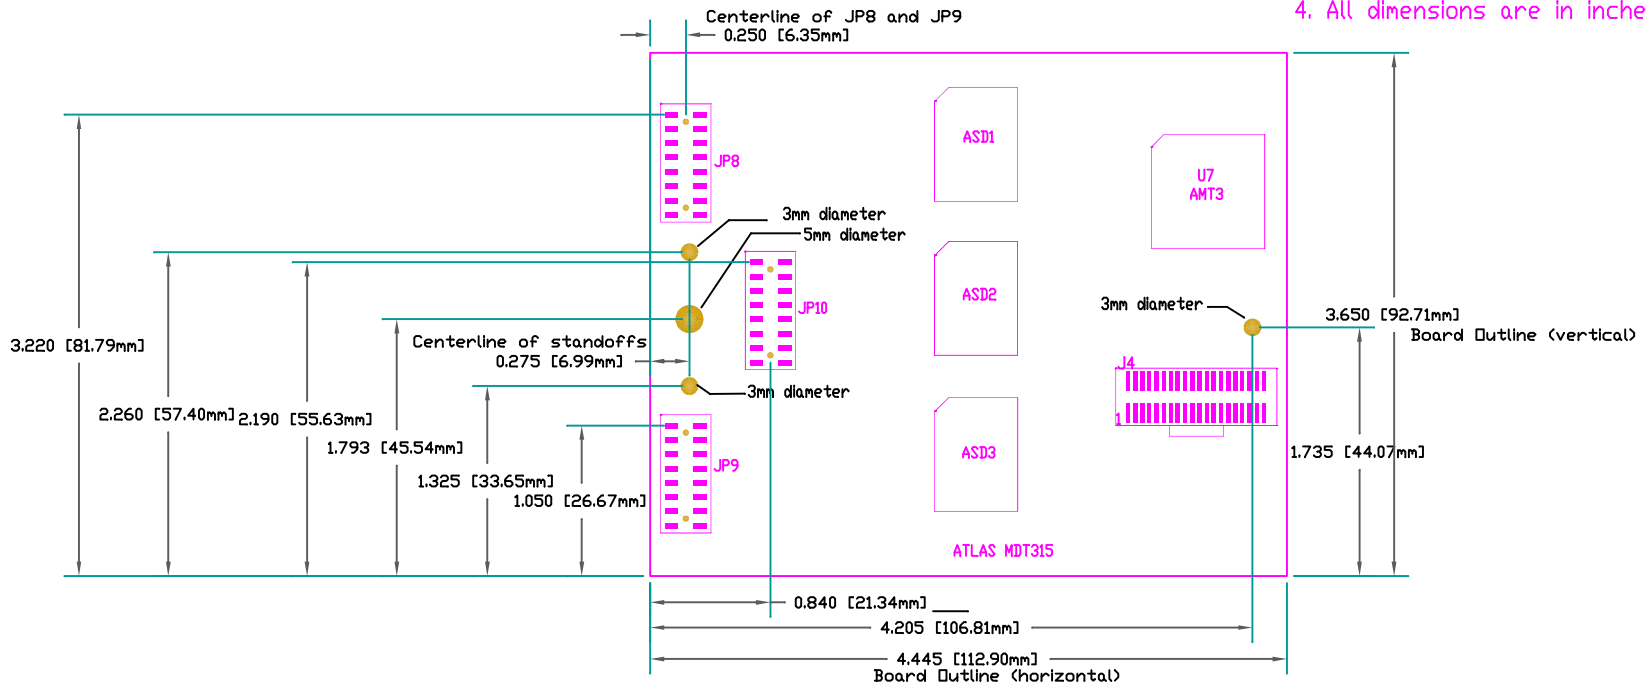 Centerline of JP8 and JP9
0.250 [6.35mm]
4. All dimensions are in inche
ASD1
JP8
U7
AMT3
3mm diameter
5mm diameter
ASD2
JP10
3mm diameter
3.650 [92.71mm]
Board Outline (vertical)
3.220 [81.79mm]
Centerline of standoffs
0.275 [6.99mm]
J4
3mm diameter
2.260 [57.40mm]
2.190 [55.63mm]
1
1.793 [45.54mm]
ASD3
1.735 [44.07mm]
JP9
1.325 [33.65mm]
1.050 [26.67mm]
ATLAS MDT315
0.840 [21.34mm]
4.205 [106.81mm]
4.445 [112.90mm]
Board Outline (horizontal)